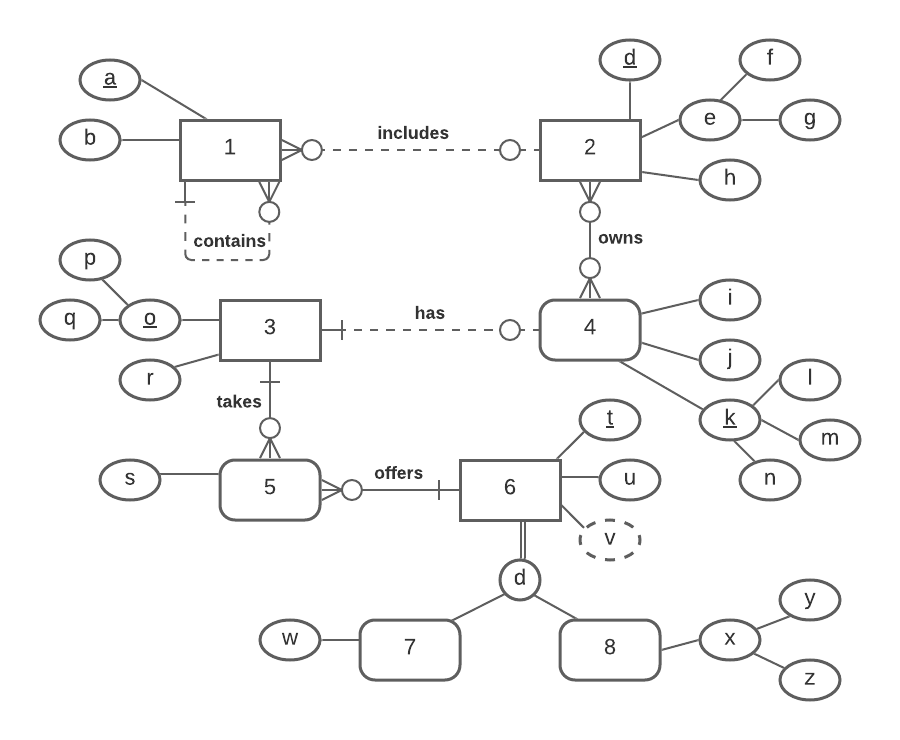 d
f
a
e
g
b
1
includes
2
h
contains
owns
p
i
q
o
3
has
4
j
r
l
takes
t
k
m
s
5
offers
6
u
n
v
d
y
w
7
8
x
z